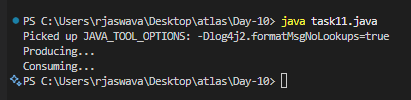 PS C:\Users\rjaswava\Desktop\atlas\Day-10> java task11.java
Picked up JAVA_TOOL_OPTIONS: -Dlog4j2.formatMsgNoLookups=true
Producing...
Consuming...
PS C:\Users\rjaswava\Desktop\atlas\Day-10>